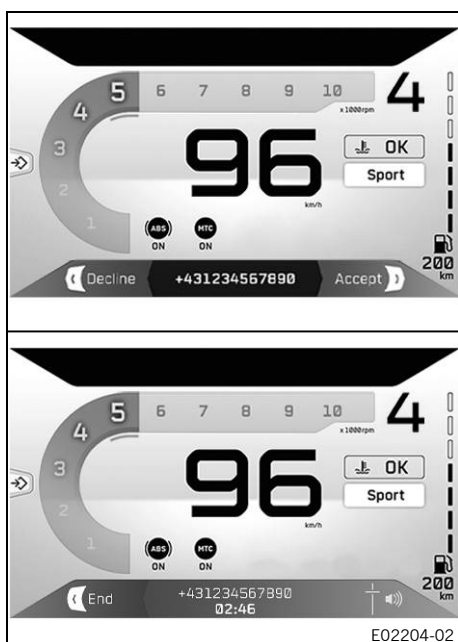 1 2 3 4 5 6 7 8 9 10
x1000rpm
4
96
km/h
OK
Sport
ABS
ON
MTC
ON
200
km
Decline +431234567890 Accept
1 2 3 4 5 6 7 8 9 10
x1000rpm
4
96
km/h
OK
Sport
ABS
ON
MTC
ON
200
km
End +431234567890
02:46
E02204-02